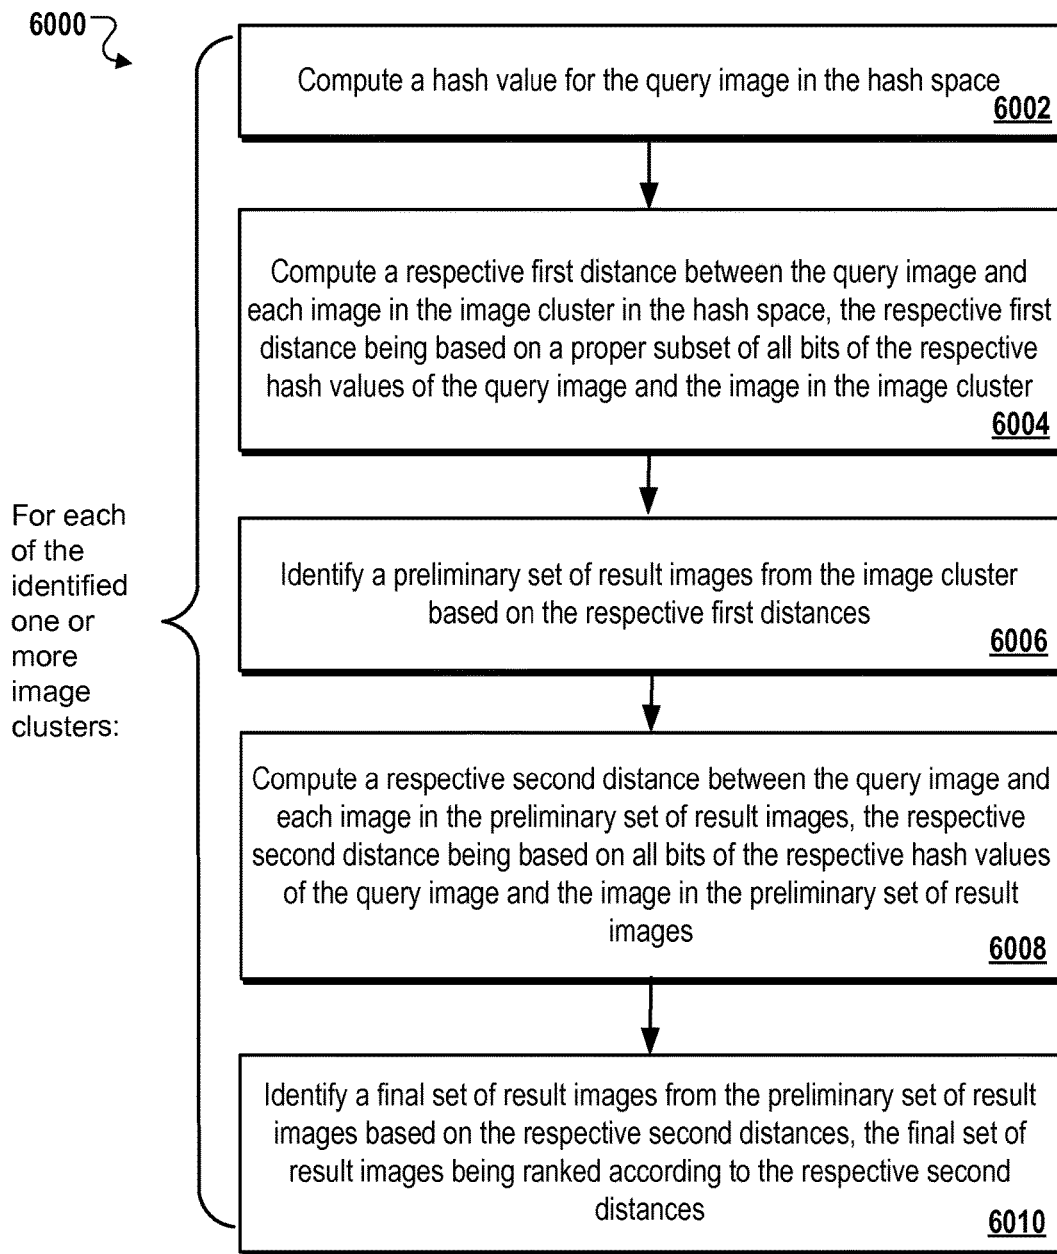 6000
For each
of the
identified
one or
more
image
clusters:
Compute a hash value for the query image in the hash space
6002
Compute a respective first distance between the query image and
each image in the image cluster in the hash space, the respective first
distance being based on a proper subset of all bits of the respective
hash values of the query image and the image in the image cluster
6004
Identify a preliminary set of result images from the image cluster
based on the respective first distances
6006
Compute a respective second distance between the query image and
each image in the preliminary set of result images, the respective
second distance being based on all bits of the respective hash values
of the query image and the image in the preliminary set of result
images
6008
Identify a final set of result images from the preliminary set of result
images based on the respective second distances, the final set of
result images being ranked according to the respective second
distances
6010